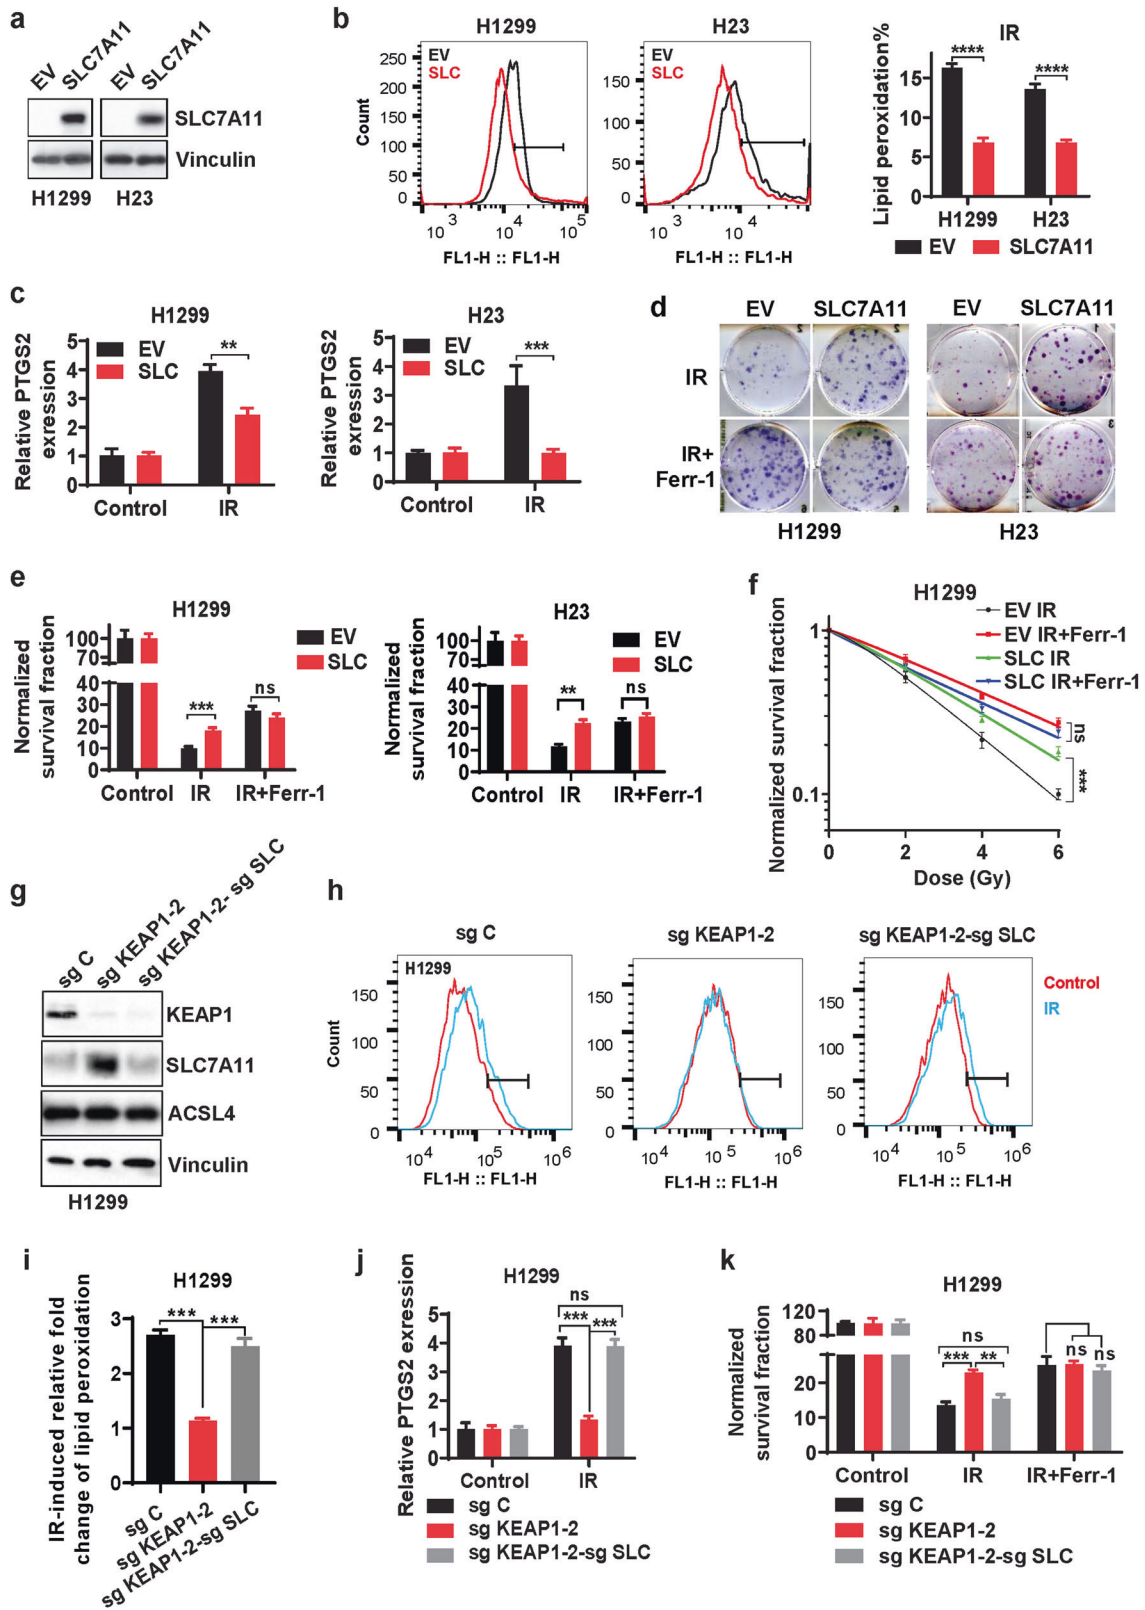 a
EV
SLC7A11
EV
SLC7A11
SLC7A11
Vinculin
H1299
H23
b
H1299
EV
SLC
250
200
150
100
50
0
Count
10 3
10 4
10 5
FL1-H :: FL1-H
H23
EV
SLC
150
100
50
0
10 3
10 4
FL1-H :: FL1-H
IR
Lipid peroxidation%
15
10
5
0
****
****
H1299
H23
EV
SLC7A11
c
H1299
Relative PTGS2
exression
5
4
3
2
1
0
EV
SLC
**
Control
IR
H23
Relative PTGS2
exression
5
4
3
2
1
0
EV
SLC
***
Control
IR
d
EV
SLC7A11
EV
SLC7A11
IR
IR+
Ferr-1
H1299
H23
e
H1299
Normalized
survival fraction
100
70
40
30
20
10
0
EV
SLC
***
ns
Control
IR
IR+Ferr-1
H23
Normalized
survival fraction
100
70
40
30
20
10
0
EV
SLC
**
ns
Control
IR
IR+Ferr-1
f
H1299
Normalized survival fraction
1
0.1
EV IR
EV IR+Ferr-1
SLC IR
SLC IR+Ferr-1
ns
***
0
2
4
6
Dose (Gy)
g
sg C
sg KEAP1-2
sg KEAP1-2- sg SLC
KEAP1
SLC7A11
ACSL4
Vinculin
H1299
h
sg C
sg KEAP1-2
sg KEAP1-2-sg SLC
H1299
Count
150
100
50
0
10 4
10 5
10 6
FL1-H :: FL1-H
150
100
50
0
10 4
10 5
10 6
FL1-H :: FL1-H
150
100
50
0
10 4
10 5
10 6
FL1-H :: FL1-H
Control
IR
i
H1299
IR-induced relative fold
change of lipid peroxidation
3
2
1
0
***
***
sg C
sg KEAP1-2
sg KEAP1-2-sg SLC
j
H1299
Relative PTGS2 exression
5
4
3
2
1
0
ns
***
***
Control
IR
sg C
sg KEAP1-2
sg KEAP1-2-sg SLC
k
H1299
Normalized
survival fraction
120
80
20
10
0
ns
***
**
ns
ns
Control
IR
IR+Ferr-1
sg C
sg KEAP1-2
sg KEAP1-2-sg SLC